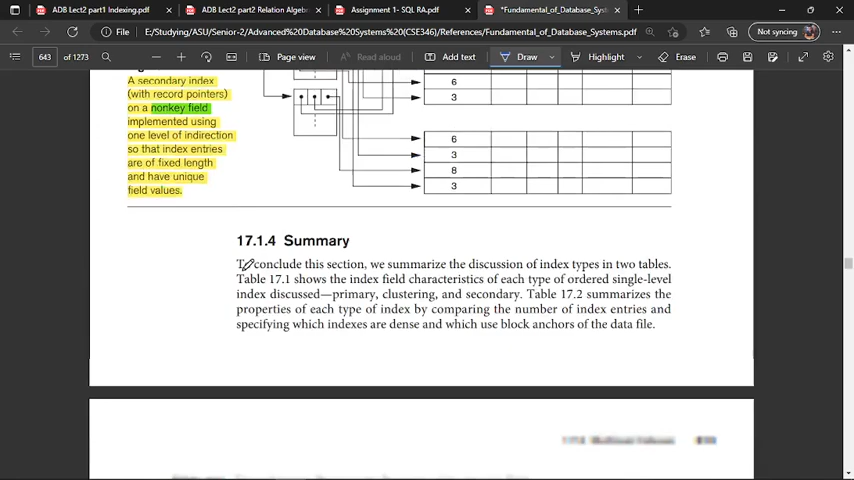 ADB Lect2 part1 Indexing.pdf
ADB Lect2 part2 Relation Algebra
Assignment 1- SQL RA.pdf
*Fundamental_of_Database_Syste
File
E:/Studying/ASU/Senior-2/Advanced%20Database%20Systems%20(CSE346)/References/Fundamental_of_Database_Systems.pdf
Not syncing
643 of 1273
Page view
Read aloud
Add text
Draw
Highlight
Erase
A secondary index
(with record pointers)
on a nonkey field
implemented using
one level of indirection
so that index entries
are of fixed length
and have unique
field values.
6
3
6
3
8
3
17.1.4 Summary
To conclude this section, we summarize the discussion of index types in two tables.
Table 17.1 shows the index field characteristics of each type of ordered single-level
index discussed—primary, clustering, and secondary. Table 17.2 summarizes the
properties of each type of index by comparing the number of index entries and
specifying which indexes are dense and which use block anchors of the data file.